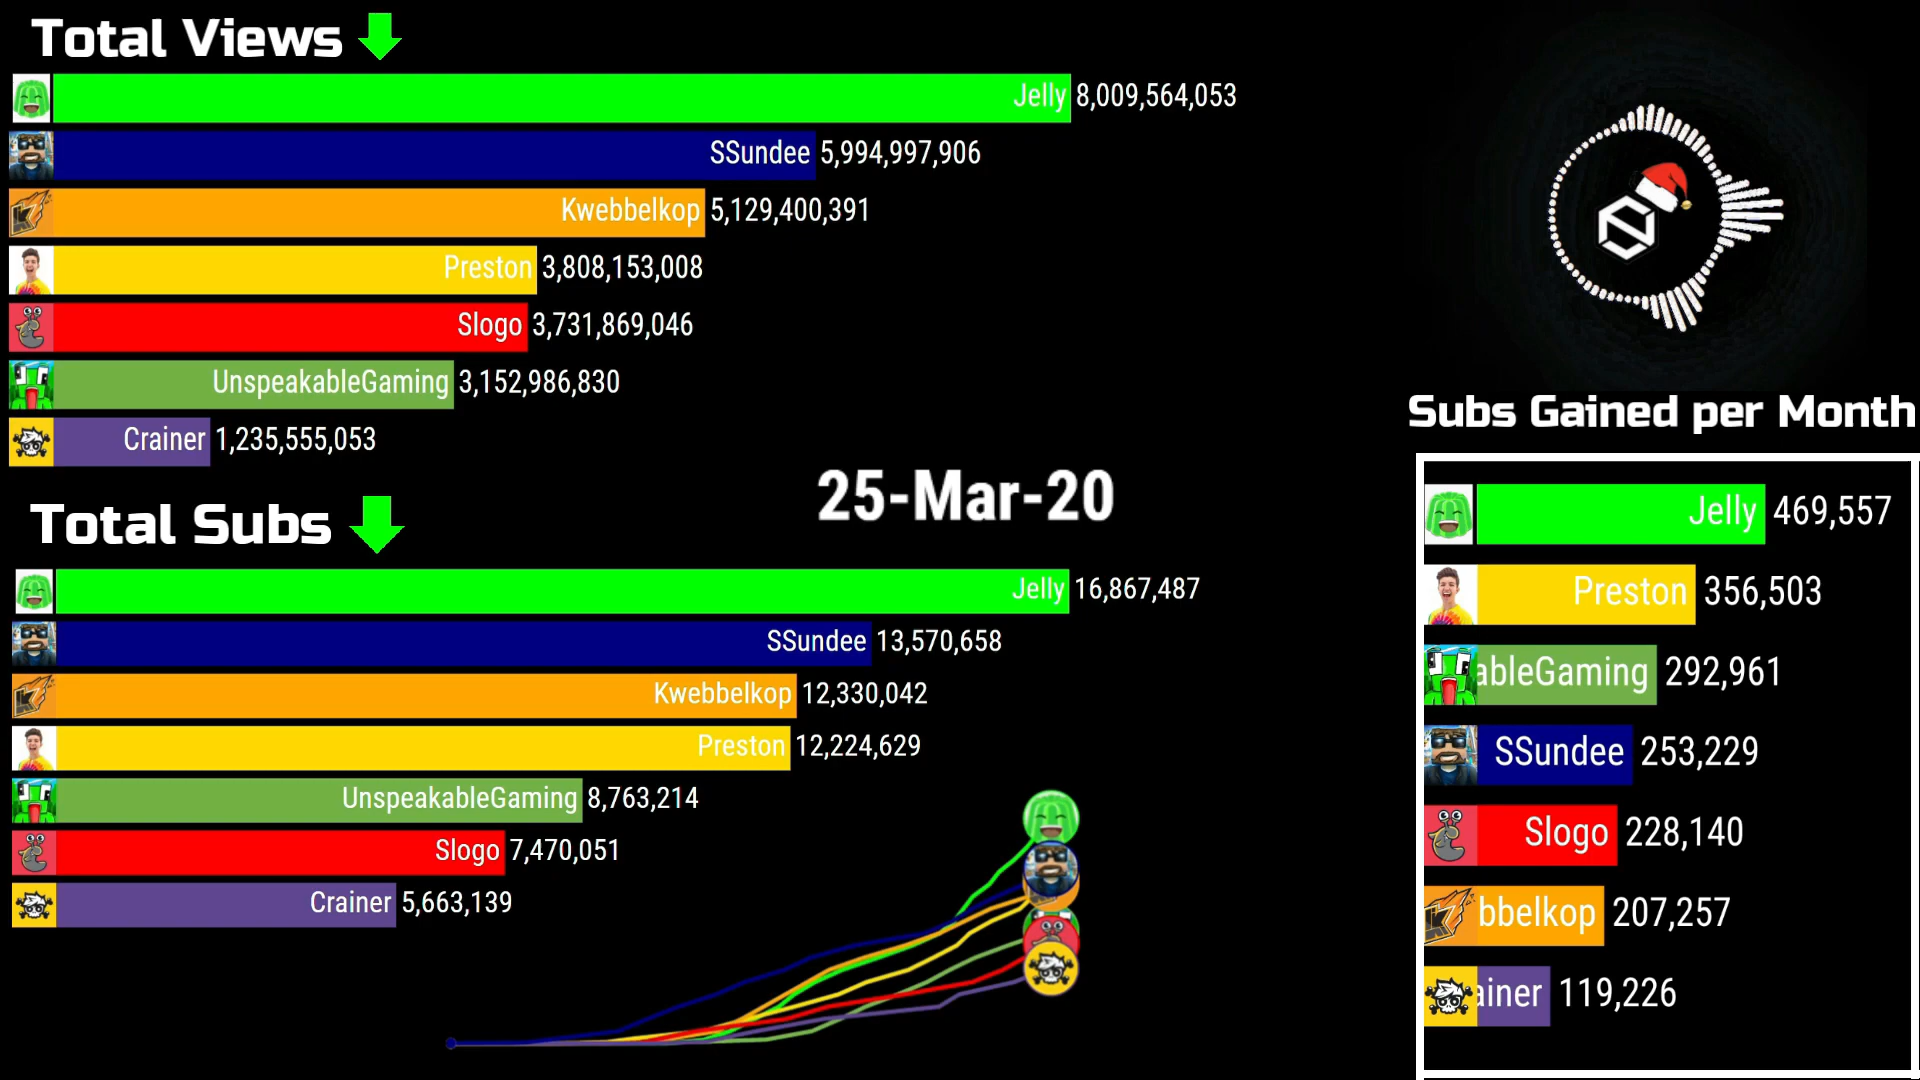 Total Views
Jelly 8,009,564,053
SSundee 5,994,997,906
Kwebbelkop 5,129,400,391
Preston 3,808,153,008
Slogo 3,731,869,046
UnspeakableGaming 3,152,986,830
Crainer 1,235,555,053
25-Mar-20
Total Subs
Jelly 16,867,487
SSundee 13,570,658
Kwebbelkop 12,330,042
Preston 12,224,629
UnspeakableGaming 8,763,214
Slogo 7,470,051
Crainer 5,663,139
Subs Gained per Month
Jelly 469,557
Preston 356,503
ableGaming 292,961
SSundee 253,229
Slogo 228,140
bbelkop 207,257
ainer 119,226